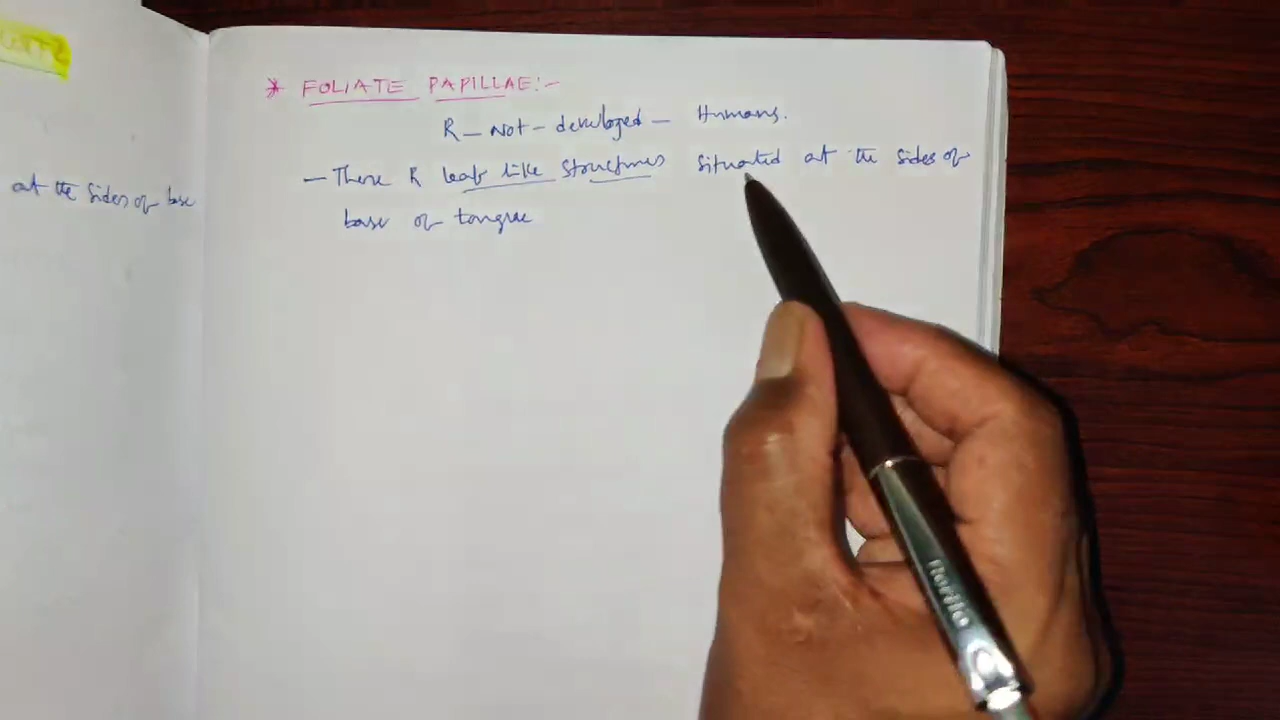 at the sides of base
* FOLIATE PAPILLAE:-
R - Not - developed - Humans.
- These R leaf like structures situated at the sides of
base of tongue